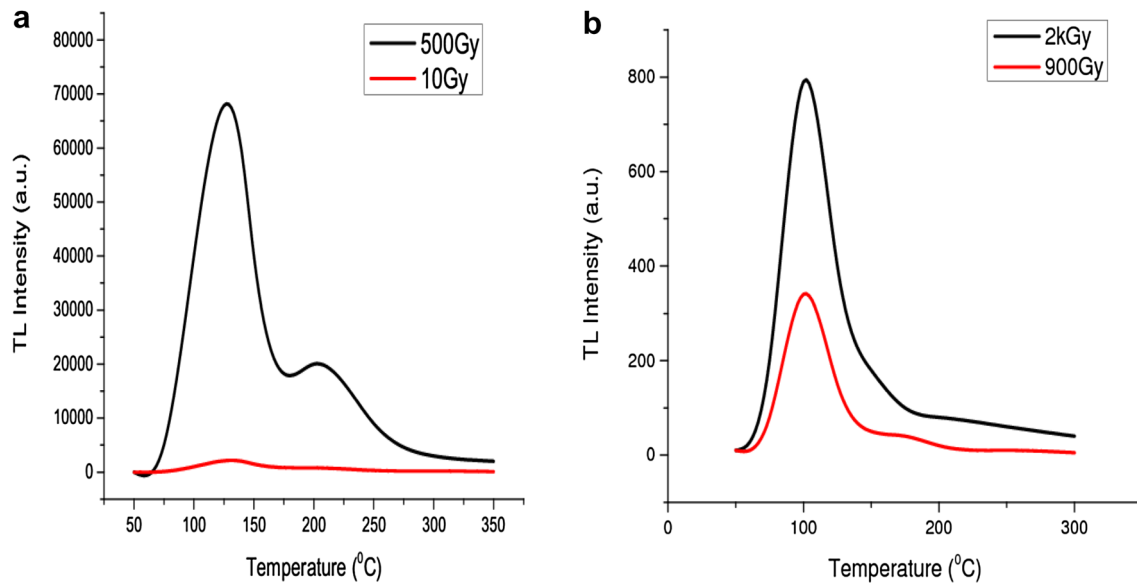 a
500Gy
10Gy
80000
70000
60000
50000
40000
30000
20000
10000
0
TL Intensity (a.u.)
50 100 150 200 250 300 350
Temperature (⁰C)
b
2kGy
900Gy
800
600
400
200
0
TL Intensity (a.u.)
0 100 200 300
Temperature (⁰C)